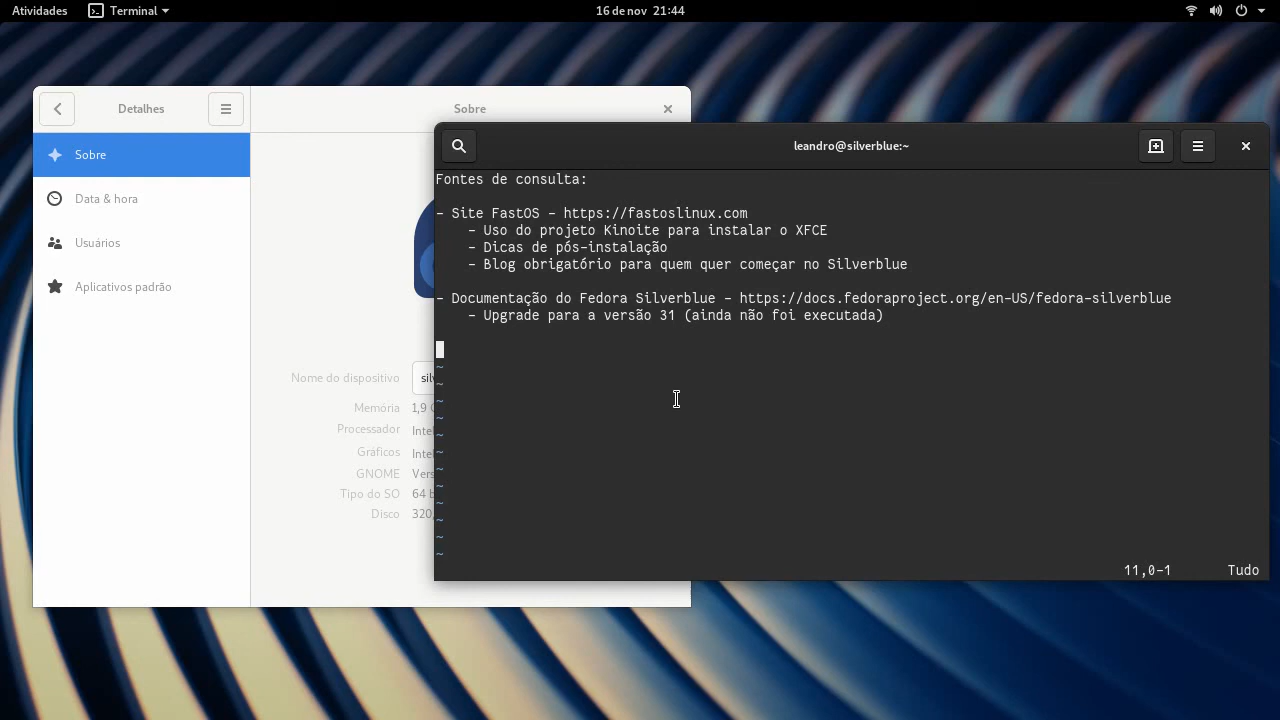 Atividades
Terminal
16 de nov 21:44
Detalhes
Sobre
Sobre
Data & hora
Usuários
Aplicativos padrão
Nome do dispositivo
Memória 1,9
Processador
Gráficos
GNOME
Tipo do SO 64
Disco 320,
leandro@silverblue:~
Fontes de consulta:
- Site FastOS - https://fastoslinux.com
- Uso do projeto Kinoite para instalar o XFCE
- Dicas de pós-instalação
- Blog obrigatório para quem quer começar no Silverblue
- Documentação do Fedora Silverblue - https://docs.fedoraproject.org/en-US/fedora-silverblue
- Upgrade para a versão 31 (ainda não foi executada)
~
~
~
~
~
~
~
~
~
~
~
~
11,0-1 Tudo